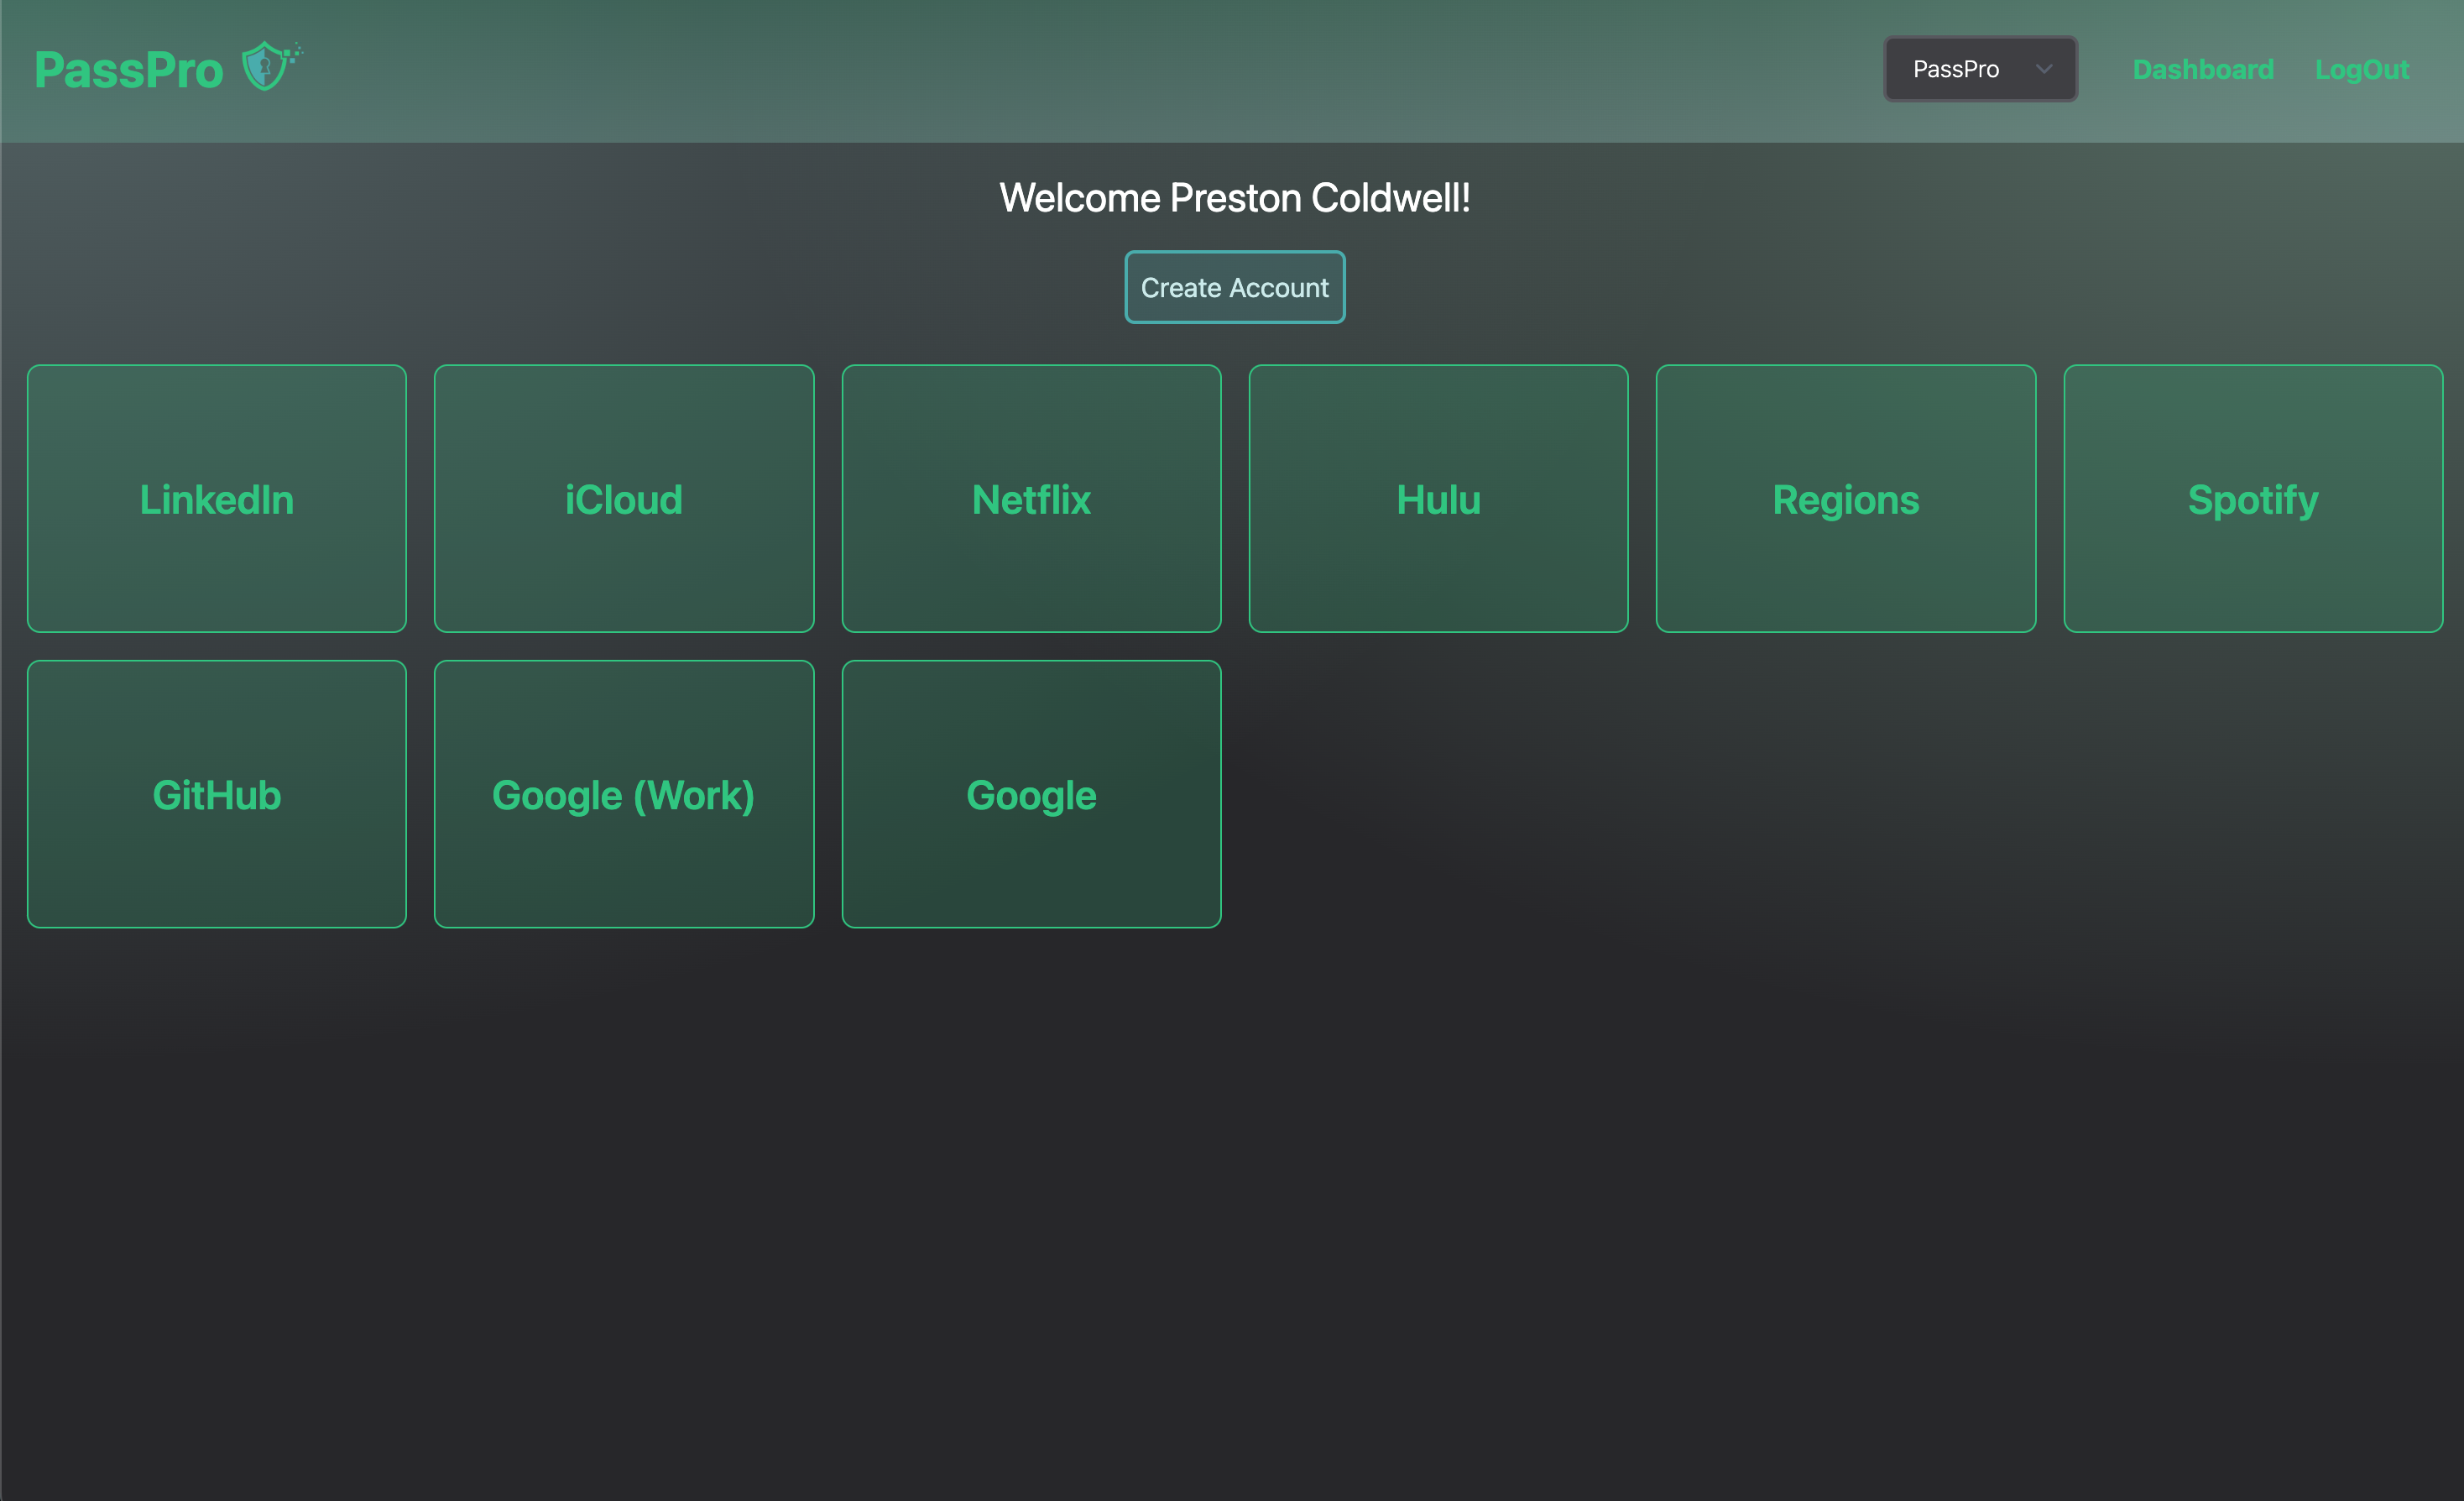 PassPro
PassPro
Dashboard
LogOut
Welcome Preston Coldwell!
Create Account
LinkedIn
iCloud
Netflix
Hulu
Regions
Spotify
GitHub
Google (Work)
Google